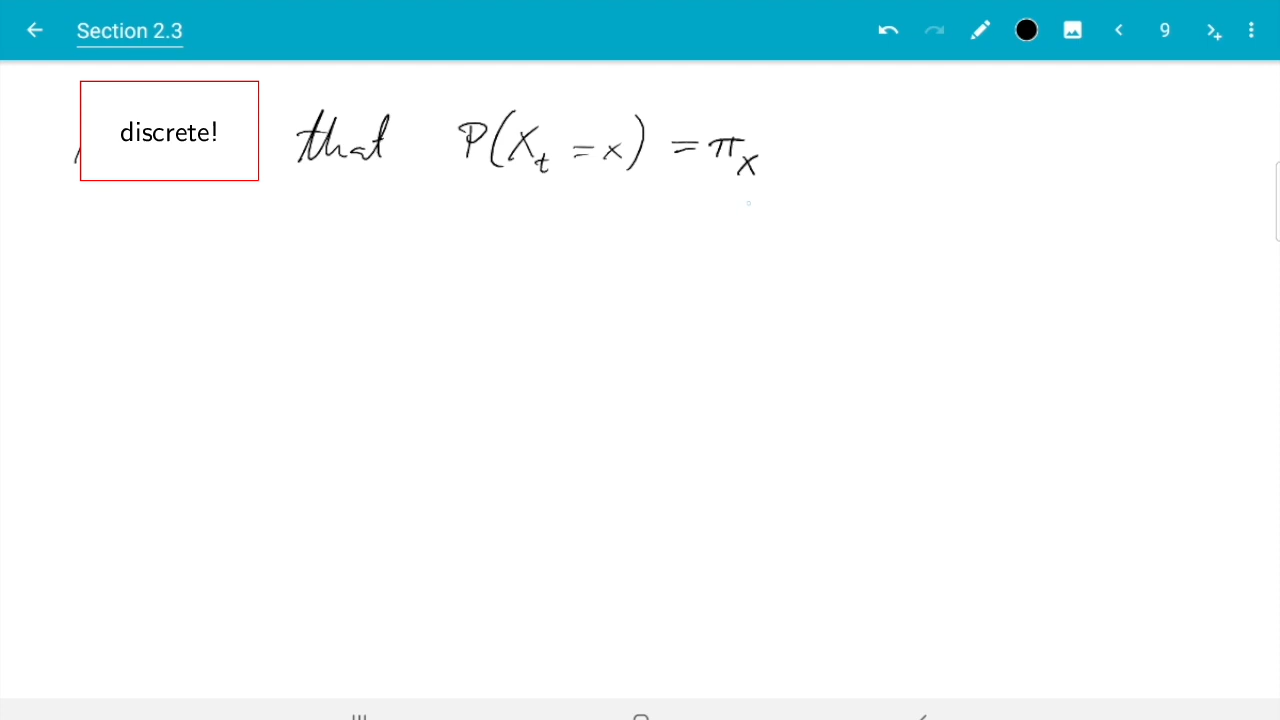 Section 2.3
9
discrete! that P(X_t = x) = π_x